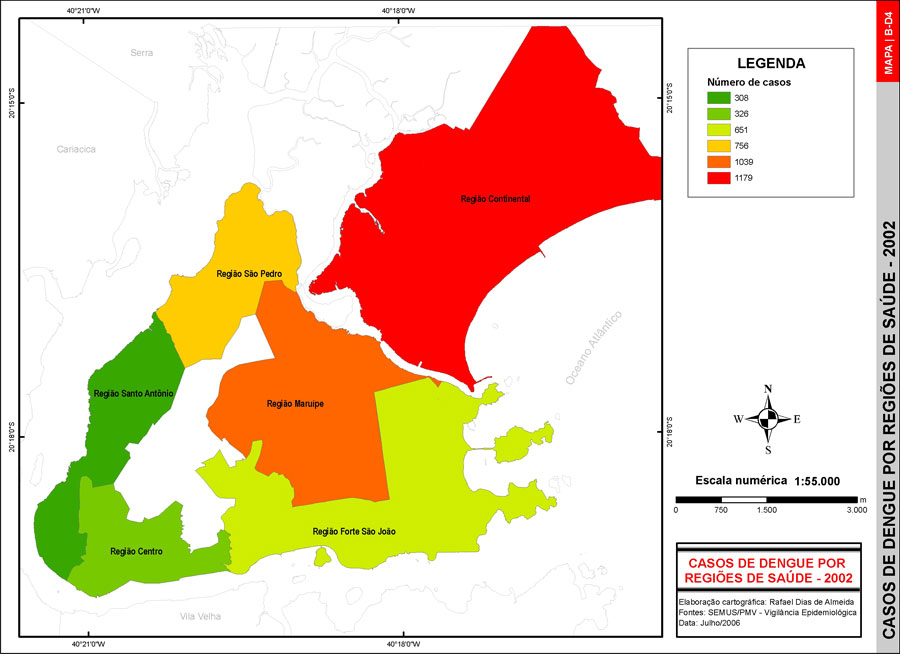 40°21'0"W
40°18'0"W
Serra
20°15'0"S
Cariacica
Região Continental
Região São Pedro
Oceano Atlântico
Região Santo Antônio
Região Maruipe
20°18'0"S
Região Forte São João
Região Centro
Vila Velha
40°21'0"W
40°18'0"W
20°15'0"S
20°18'0"S
LEGENDA
Número de casos
308
326
651
756
1039
1179
N
W E
S
Escala numérica 1:55.000
m
0 750 1.500 3.000
CASOS DE DENGUE POR
REGIÕES DE SAÚDE - 2002
Elaboração cartográfica: Rafael Dias de Almeida
Fontes: SEMUS/PMV - Vigilância Epidemiológica
Data: Julho/2006
MAPA | B-D4
CASOS DE DENGUE POR REGIÕES DE SAÚDE - 2002